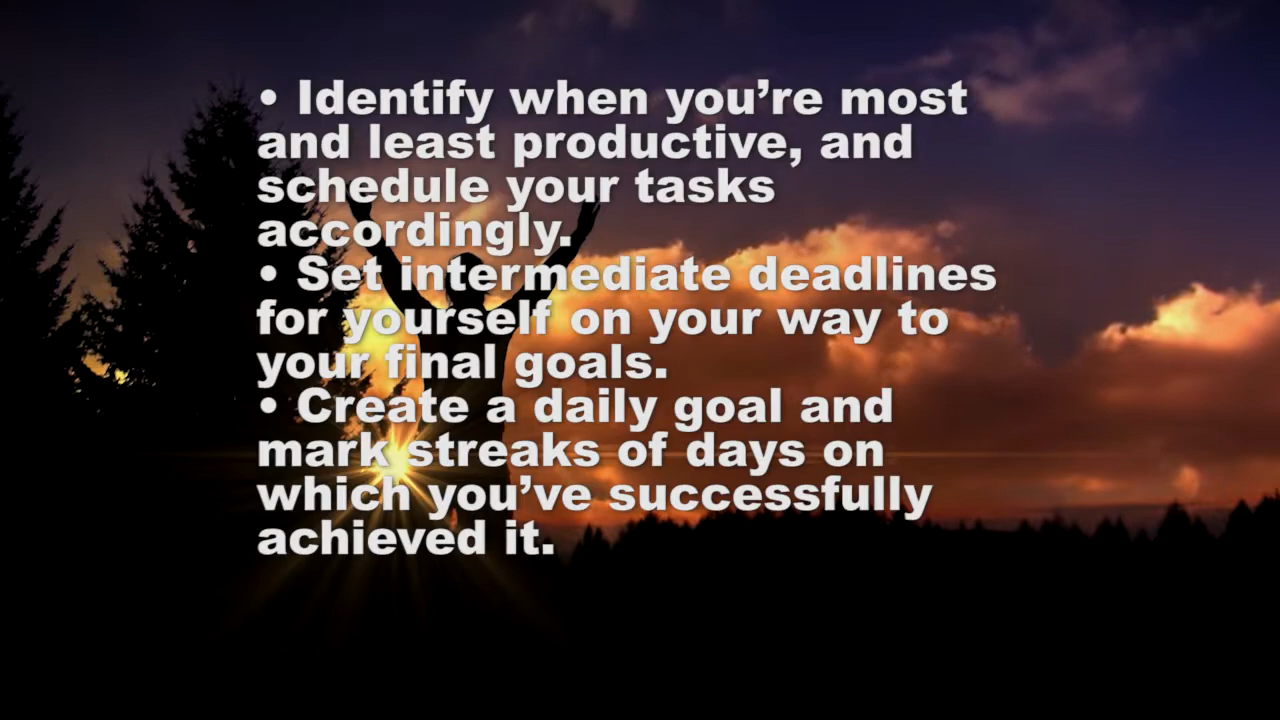 • Identify when you’re most
and least productive, and
schedule your tasks
accordingly.
• Set intermediate deadlines
for yourself on your way to
your final goals.
• Create a daily goal and
mark streaks of days on
which you’ve successfully
achieved it.